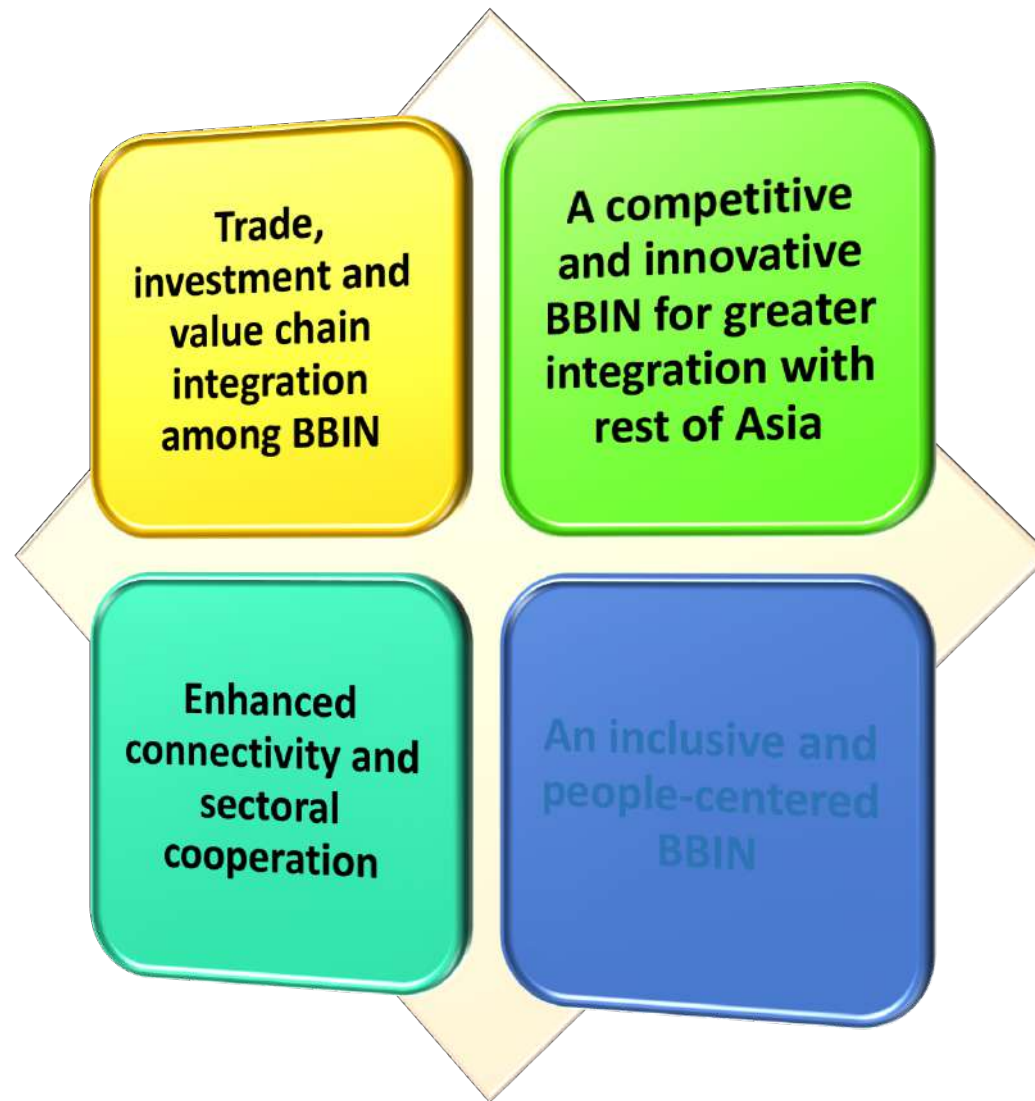 Trade,
investment and
value chain
integration
among BBIN
A competitive
and innovative
BBIN for greater
integration with
rest of Asia
Enhanced
connectivity and
sectoral
cooperation
An inclusive and
people-centered
BBIN